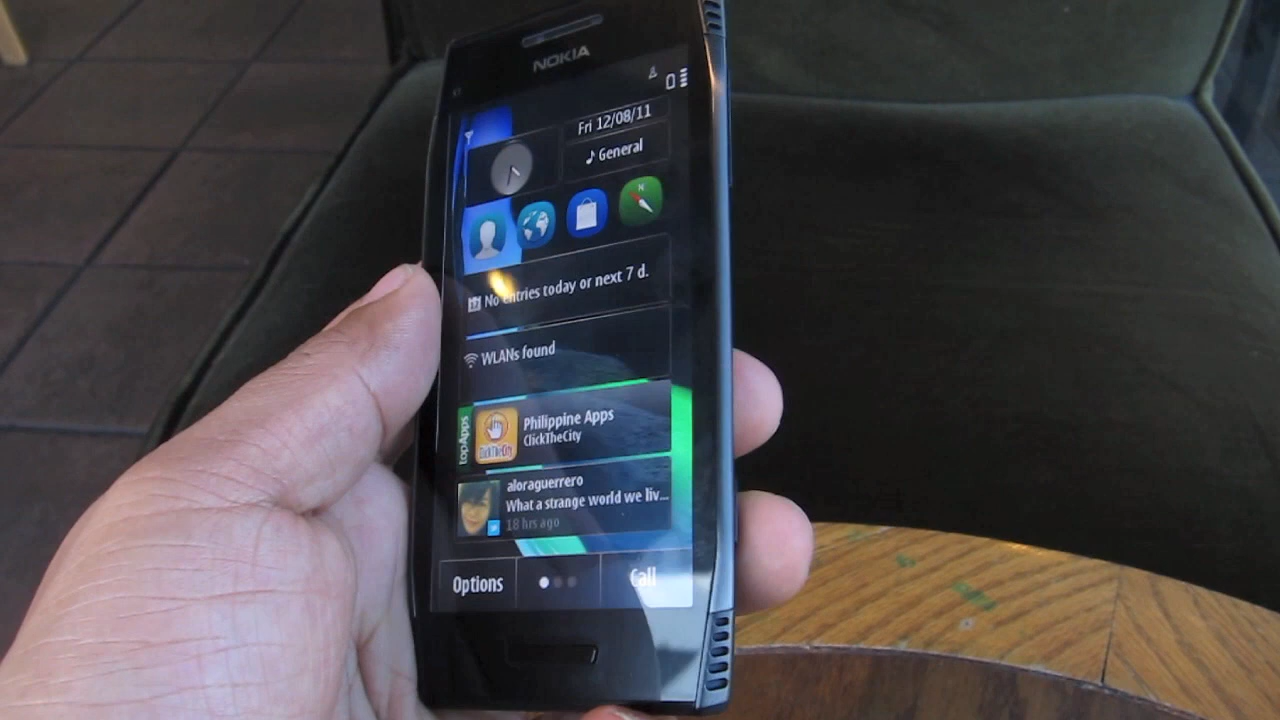 NOKIA
Fri 12/08/11
General
N
No entries today or next 7 d.
WLANs found
topApps
ClickTheCity
Philippine Apps
ClickTheCity
aloraguerrero
What a strange world we liv...
18 hrs ago
Options
Call